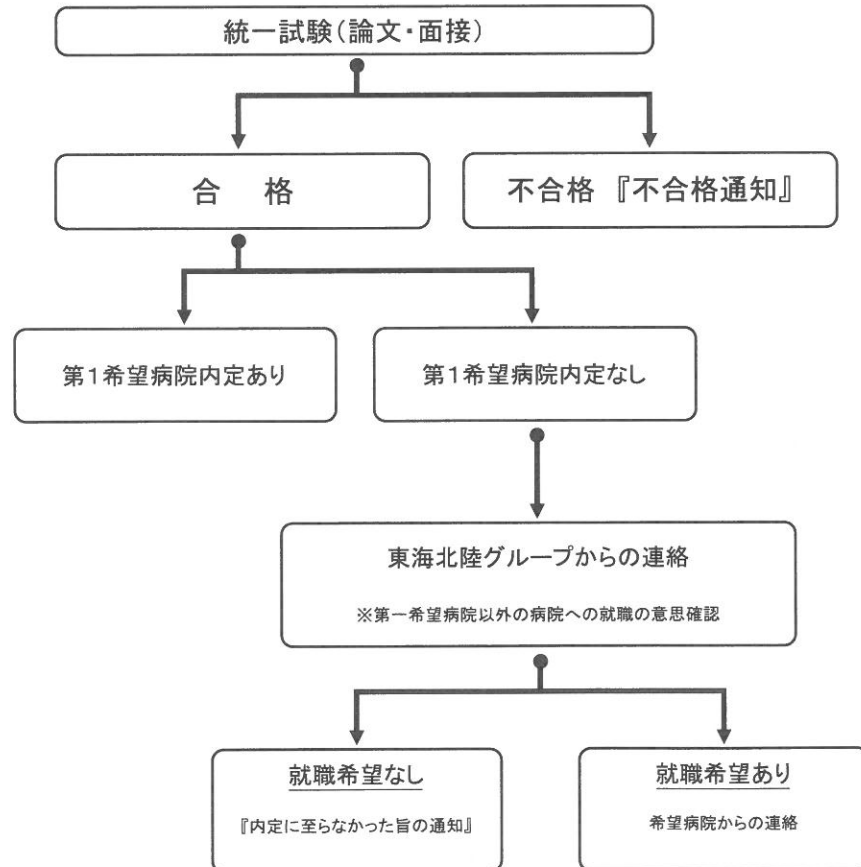 統一試験(論文・面接)
合　格
不合格 『不合格通知』
第1希望病院内定あり
第1希望病院内定なし
東海北陸グループからの連絡
※第一希望病院以外の病院への就職の意思確認
就職希望なし
『内定に至らなかった旨の通知』
就職希望あり
希望病院からの連絡